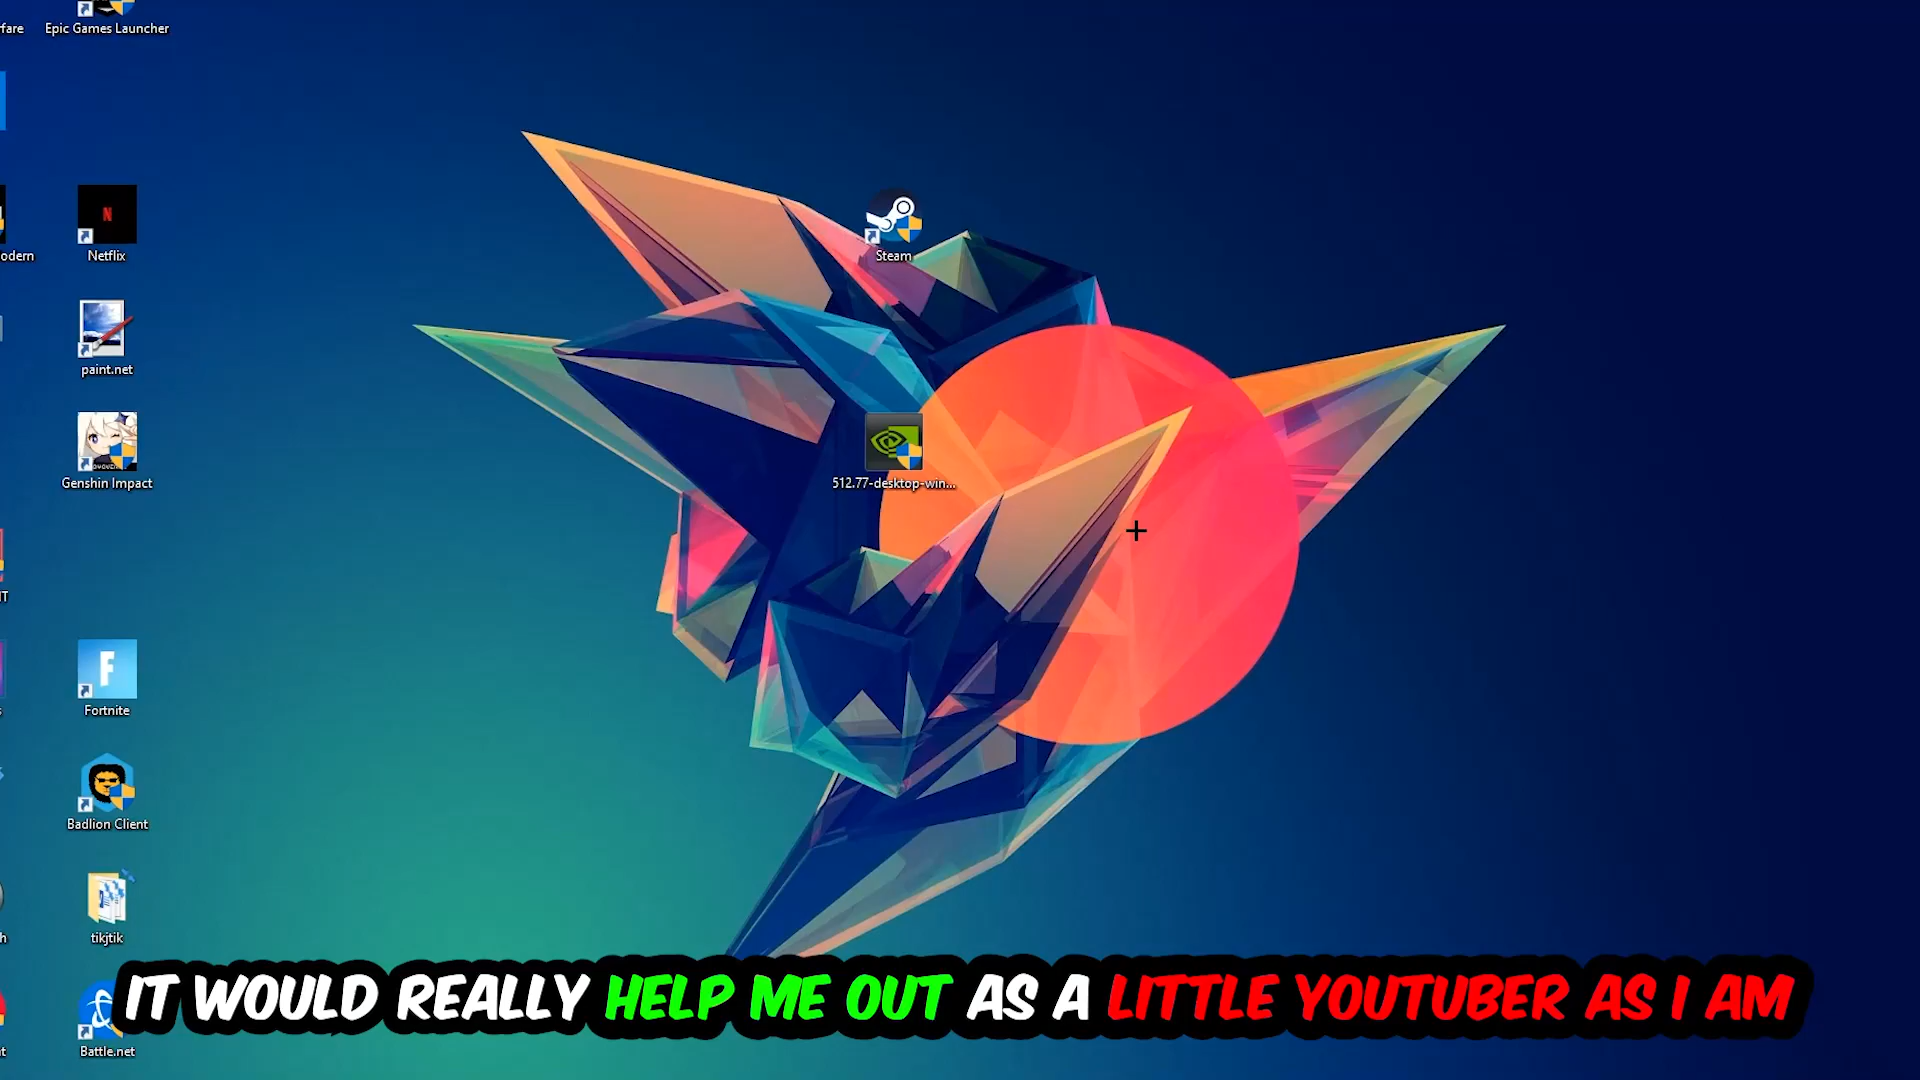 fare
Epic Games Launcher
odern
N
Netflix
Steam
paint.net
Genshin Impact
512.77-desktop-win...
IT
F
Fortnite
s
Badlion Client
h
tikjtik
IT WOULD REALLY HELP ME OUT AS A LITTLE YOUTUBER AS I AM
t
Battle.net